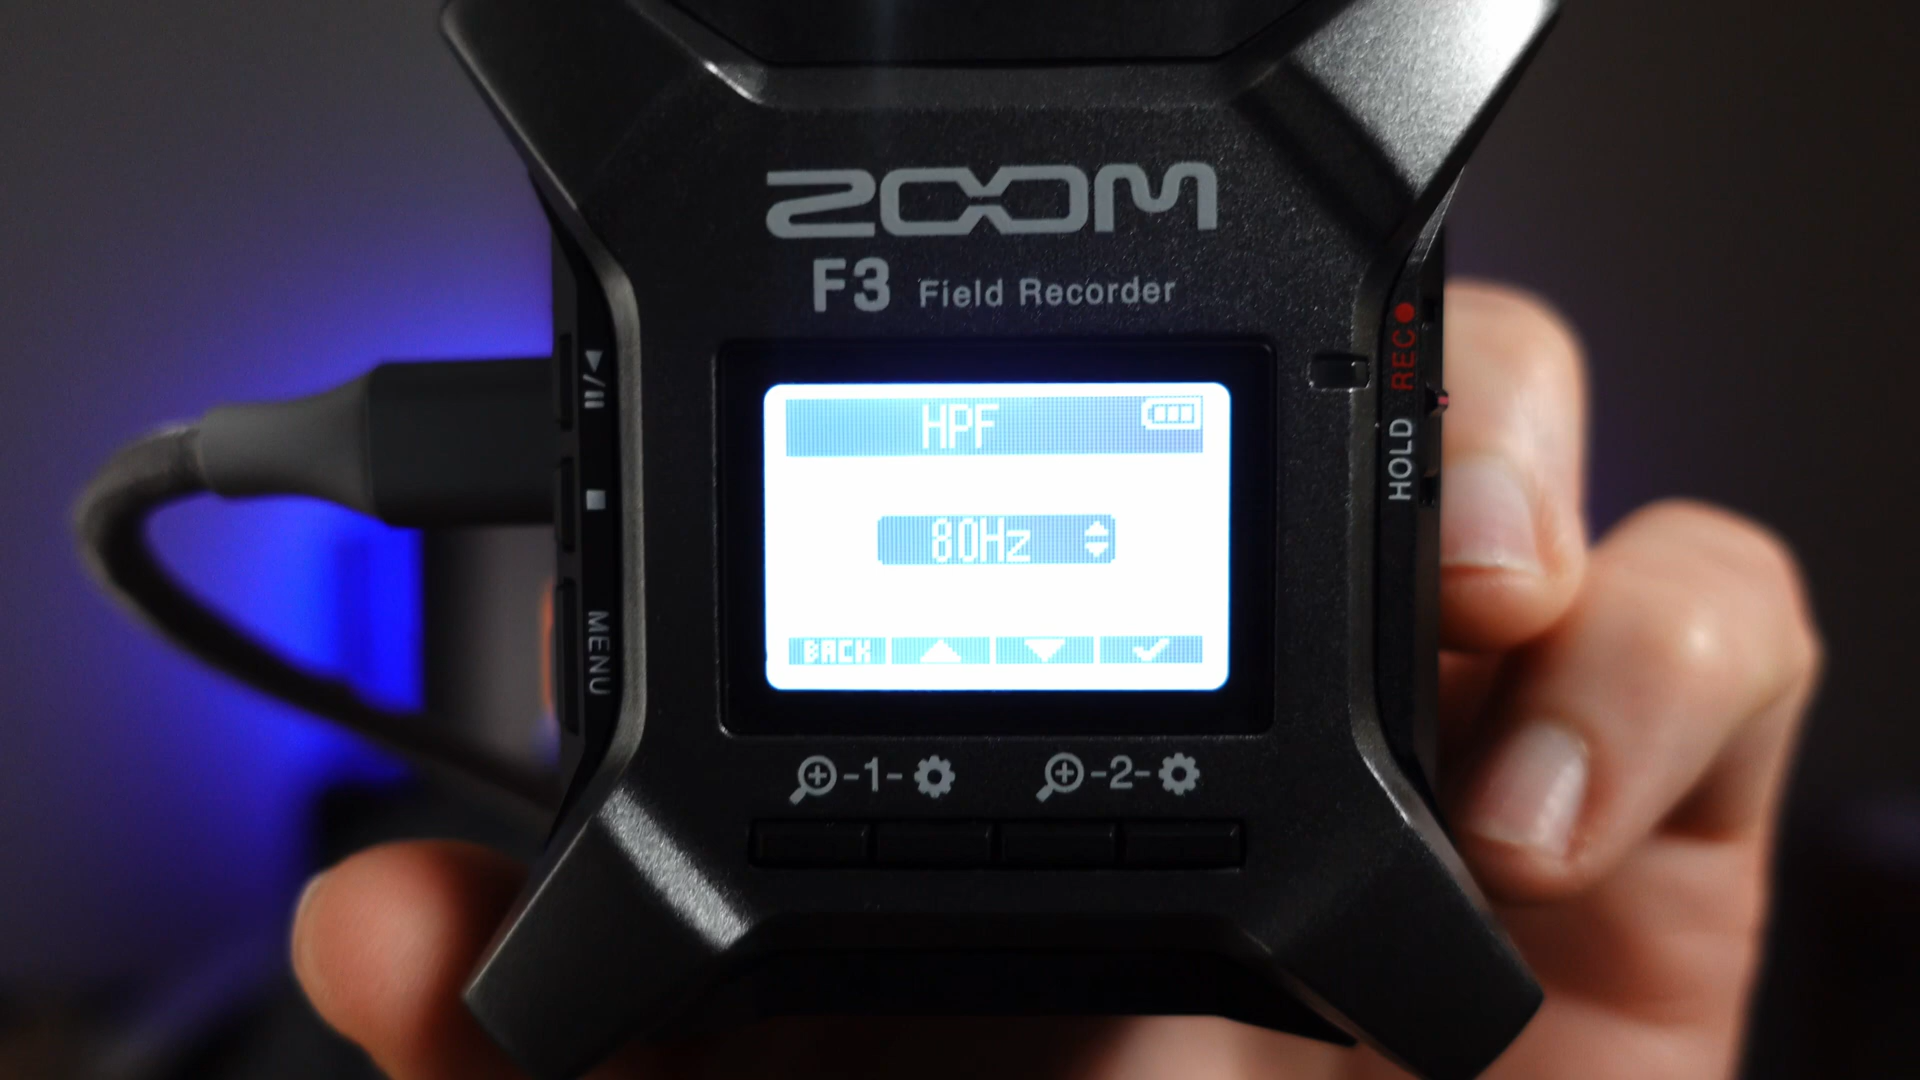 ZOOM
F3 Field Recorder
REC
HOLD
MENU
HPF
80Hz
BACK
-1-
-2-